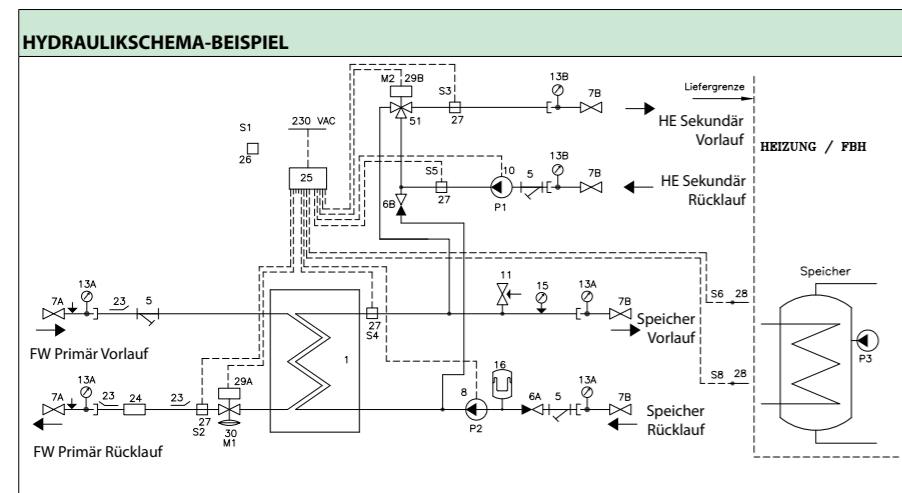 HYDRAULIKSCHEMA-BEISPIEL
M2 29B S3 13B 7B
Liefergrenze
230 VAC
S1
26
51 27
HE Sekundär
Vorlauf
HEIZUNG / FBH
25
S5 10 5 13B 7B
27
P1
HE Sekundär
Rücklauf
6B
Speicher
7A 13A 23 5
11 15 13A 7B
S6 28
27
S4
1
FW Primär Vorlauf
Speicher
Vorlauf
P3
7A 13A 23 24 23 29A
8 16 6A 5 13A 7B
S8 28
27
S2
30
M1
P2
FW Primär Rücklauf
Speicher
Rücklauf